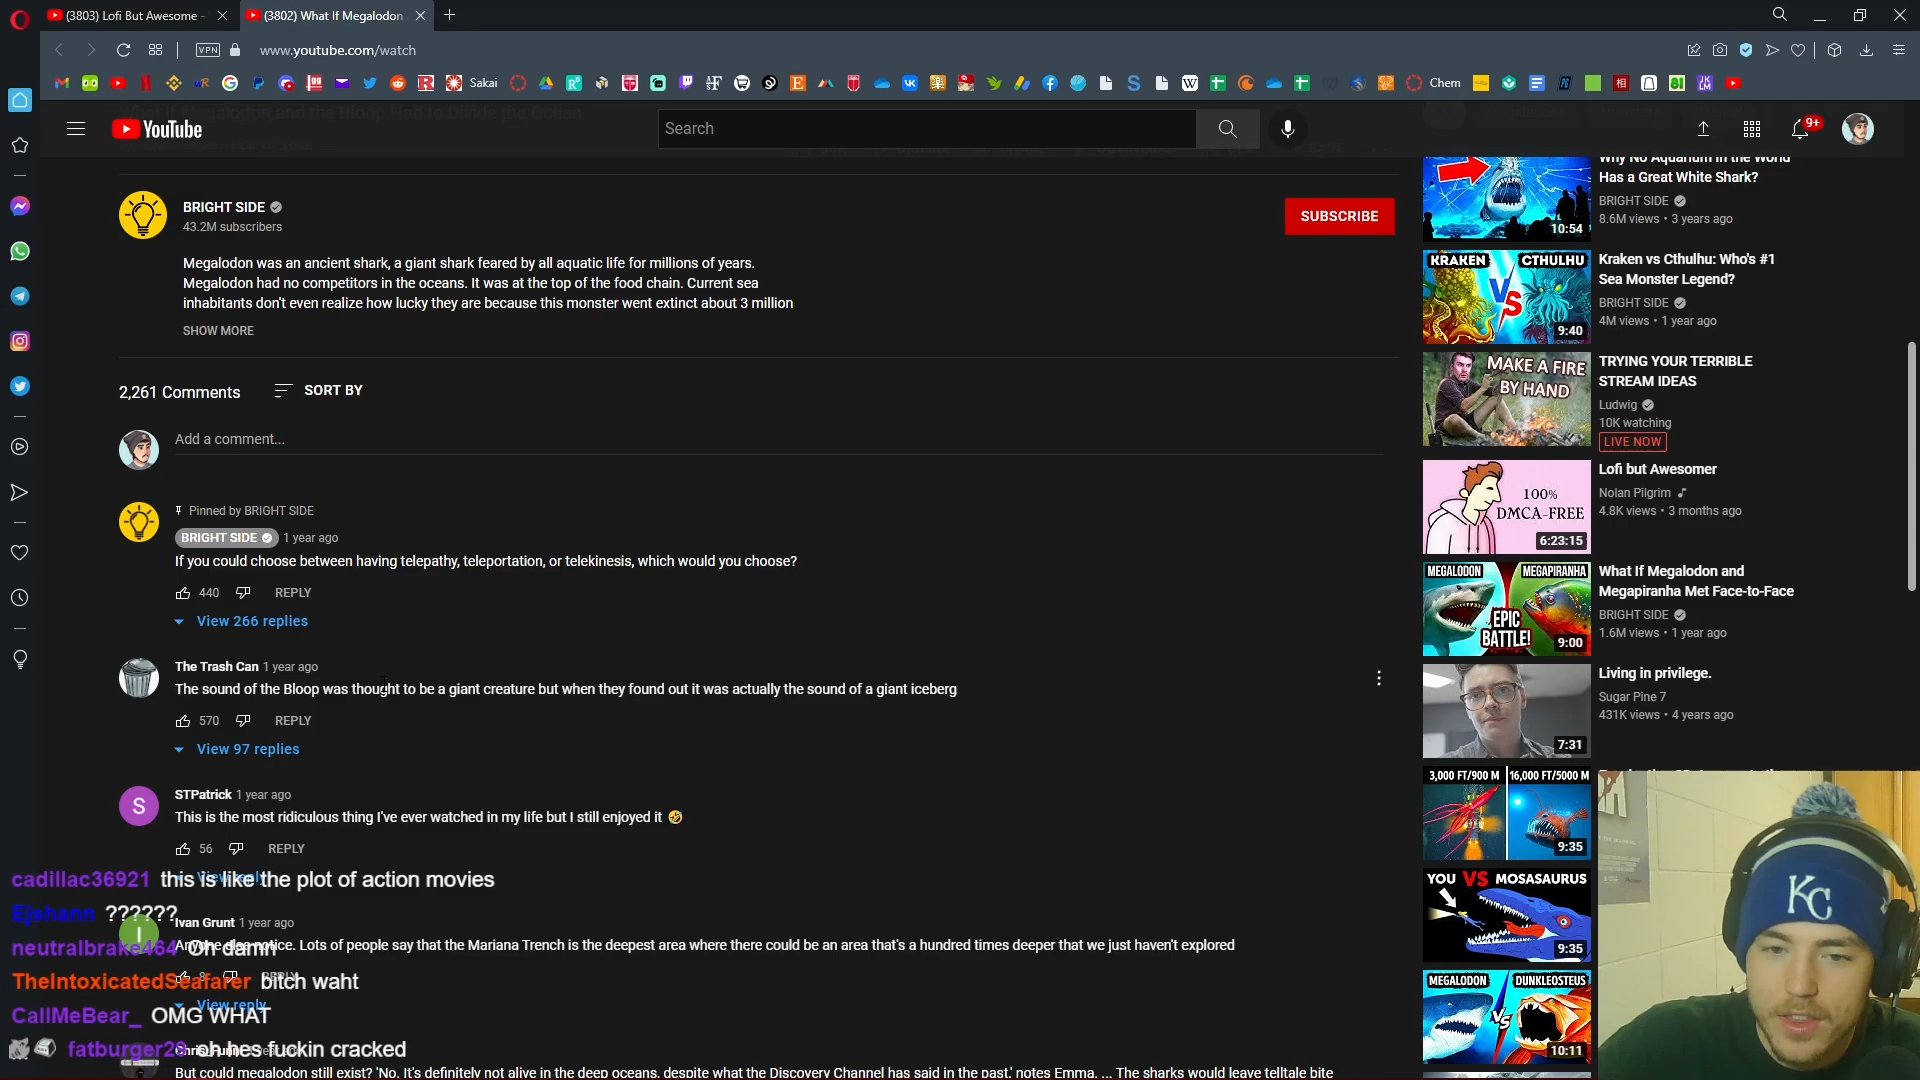 (3803) Lofi But Awesome -
(3802) What If Megalodon
VPN
www.youtube.com/watch
Sakai
Chem
YouTube
Search
9+
BRIGHT SIDE
43.2M subscribers
SUBSCRIBE
Megalodon was an ancient shark, a giant shark feared by all aquatic life for millions of years.
Megalodon had no competitors in the oceans. It was at the top of the food chain. Current sea
inhabitants don't even realize how lucky they are because this monster went extinct about 3 million
SHOW MORE
2,261 Comments
SORT BY
Add a comment...
Pinned by BRIGHT SIDE
BRIGHT SIDE 1 year ago
If you could choose between having telepathy, teleportation, or telekinesis, which would you choose?
440 REPLY
View 266 replies
The Trash Can 1 year ago
The sound of the Bloop was thought to be a giant creature but when they found out it was actually the sound of a giant iceberg
570 REPLY
View 97 replies
S
STPatrick 1 year ago
This is the most ridiculous thing I've ever watched in my life but I still enjoyed it 🤣
56 REPLY
View reply
cadillac36921 this is like the plot of action movies
Ejshann ??????
I
Ivan Grunt 1 year ago
Anyone else notice. Lots of people say that the Mariana Trench is the deepest area where there could be an area that's a hundred times deeper that we just haven't explored
neutralbrake464 Oh damn
8 REPLY
TheIntoxicatedSeafarer bitch waht
View reply
CallMeBear_ OMG WHAT
fatburger20 oh hes fuckin cracked
But could megalodon still exist? 'No. It's definitely not alive in the deep oceans, despite what the Discovery Channel has said in the past,' notes Emma. ... The sharks would leave telltale bite
Why No Aquarium in the World
Has a Great White Shark?
BRIGHT SIDE
8.6M views • 3 years ago
10:54
KRAKEN VS CTHULHU
9:40
Kraken vs Cthulhu: Who's #1
Sea Monster Legend?
BRIGHT SIDE
4M views • 1 year ago
MAKE A FIRE
BY HAND
TRYING YOUR TERRIBLE
STREAM IDEAS
Ludwig
10K watching
LIVE NOW
100%
DMCA-FREE
6:23:15
Lofi but Awesomer
Nolan Pilgrim
4.8K views • 3 months ago
MEGALODON MEGAPIRANHA
EPIC
BATTLE!
9:00
What If Megalodon and
Megapiranha Met Face-to-Face
BRIGHT SIDE
1.6M views • 1 year ago
7:31
Living in privilege.
Sugar Pine 7
431K views • 4 years ago
3,000 FT/900 M 16,000 FT/5000 M
9:35
YOU VS MOSASAURUS
9:35
MEGALODON VS DUNKLEOSTEUS
10:11
KC